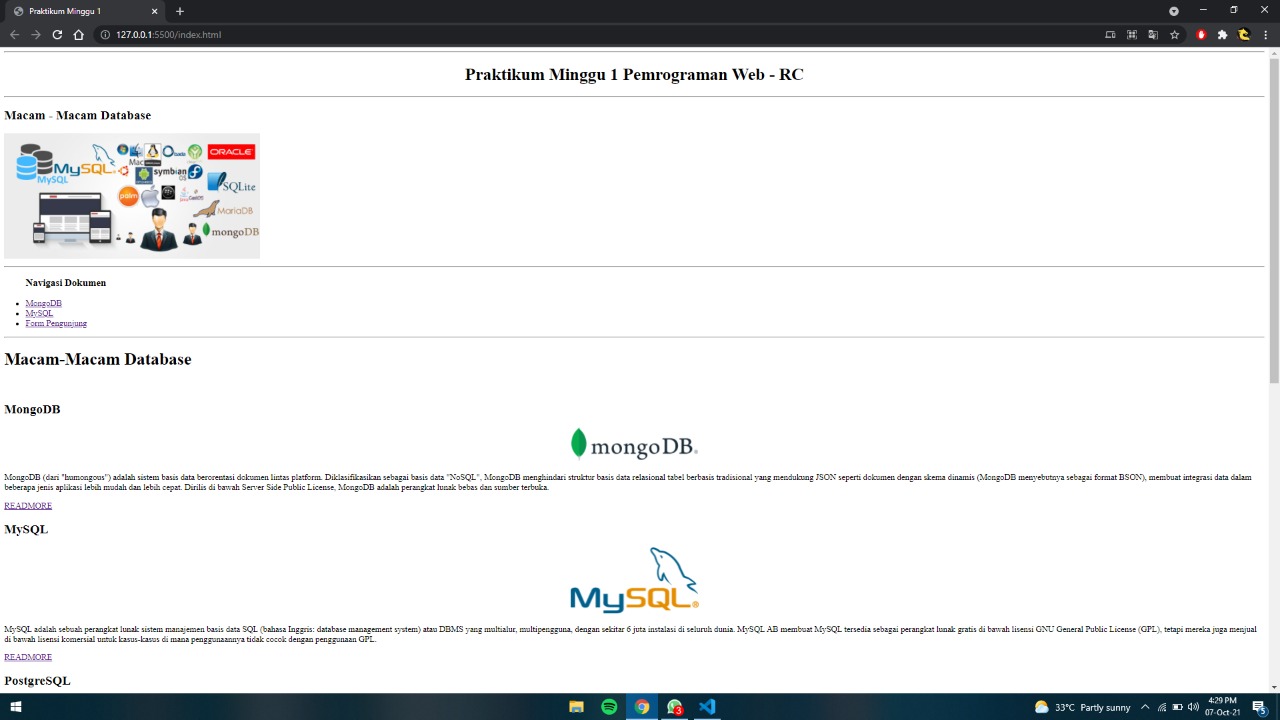 Praktikum Minggu 1
127.0.0.1:5500/index.html
Praktikum Minggu 1 Pemrograman Web - RC
Macam - Macam Database
MySQL
MySQL
symbian
OS
palm
ORACLE
SQLite
MariaDB
mongoDB
Navigasi Dokumen
MongoDB
MySQL
Form Pengunjung
Macam-Macam Database
MongoDB
mongoDB.
MongoDB (dari "humongous") adalah sistem basis data berorentasi dokumen lintas platform. Diklasifikasikan sebagai basis data "NoSQL", MongoDB menghindari struktur basis data relasional tabel berbasis tradisional yang mendukung JSON seperti dokumen dengan skema dinamis (MongoDB menyebutnya sebagai format BSON), membuat integrasi data dalam
beberapa jenis aplikasi lebih mudah dan lebih cepat. Dirilis di bawah Server Side Public License, MongoDB adalah perangkat lunak bebas dan sumber terbuka.
READMORE
MySQL
MySQL®
MySQL adalah sebuah perangkat lunak sistem manajemen basis data SQL (bahasa Inggris: database management system) atau DBMS yang multialur, multipengguna, dengan sekitar 6 juta instalasi di seluruh dunia. MySQL AB membuat MySQL tersedia sebagai perangkat lunak gratis di bawah lisensi GNU General Public License (GPL), tetapi mereka juga menjual
di bawah lisensi komersial untuk kasus-kasus di mana penggunaannya tidak cocok dengan penggunaan GPL.
READMORE
PostgreSQL
3
33°C Partly sunny
4:29 PM
07-Oct-21
5